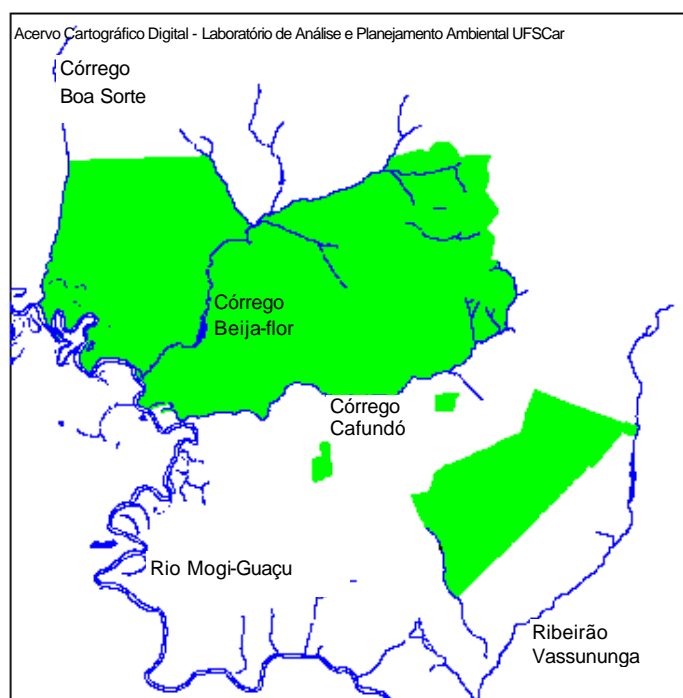 Acervo Cartográfico Digital - Laboratório de Análise e Planejamento Ambiental UFSCar
Córrego
Boa Sorte
Córrego
Beija-flor
Córrego
Cafundó
Rio Mogi-Guaçu
Ribeirão
Vassununga